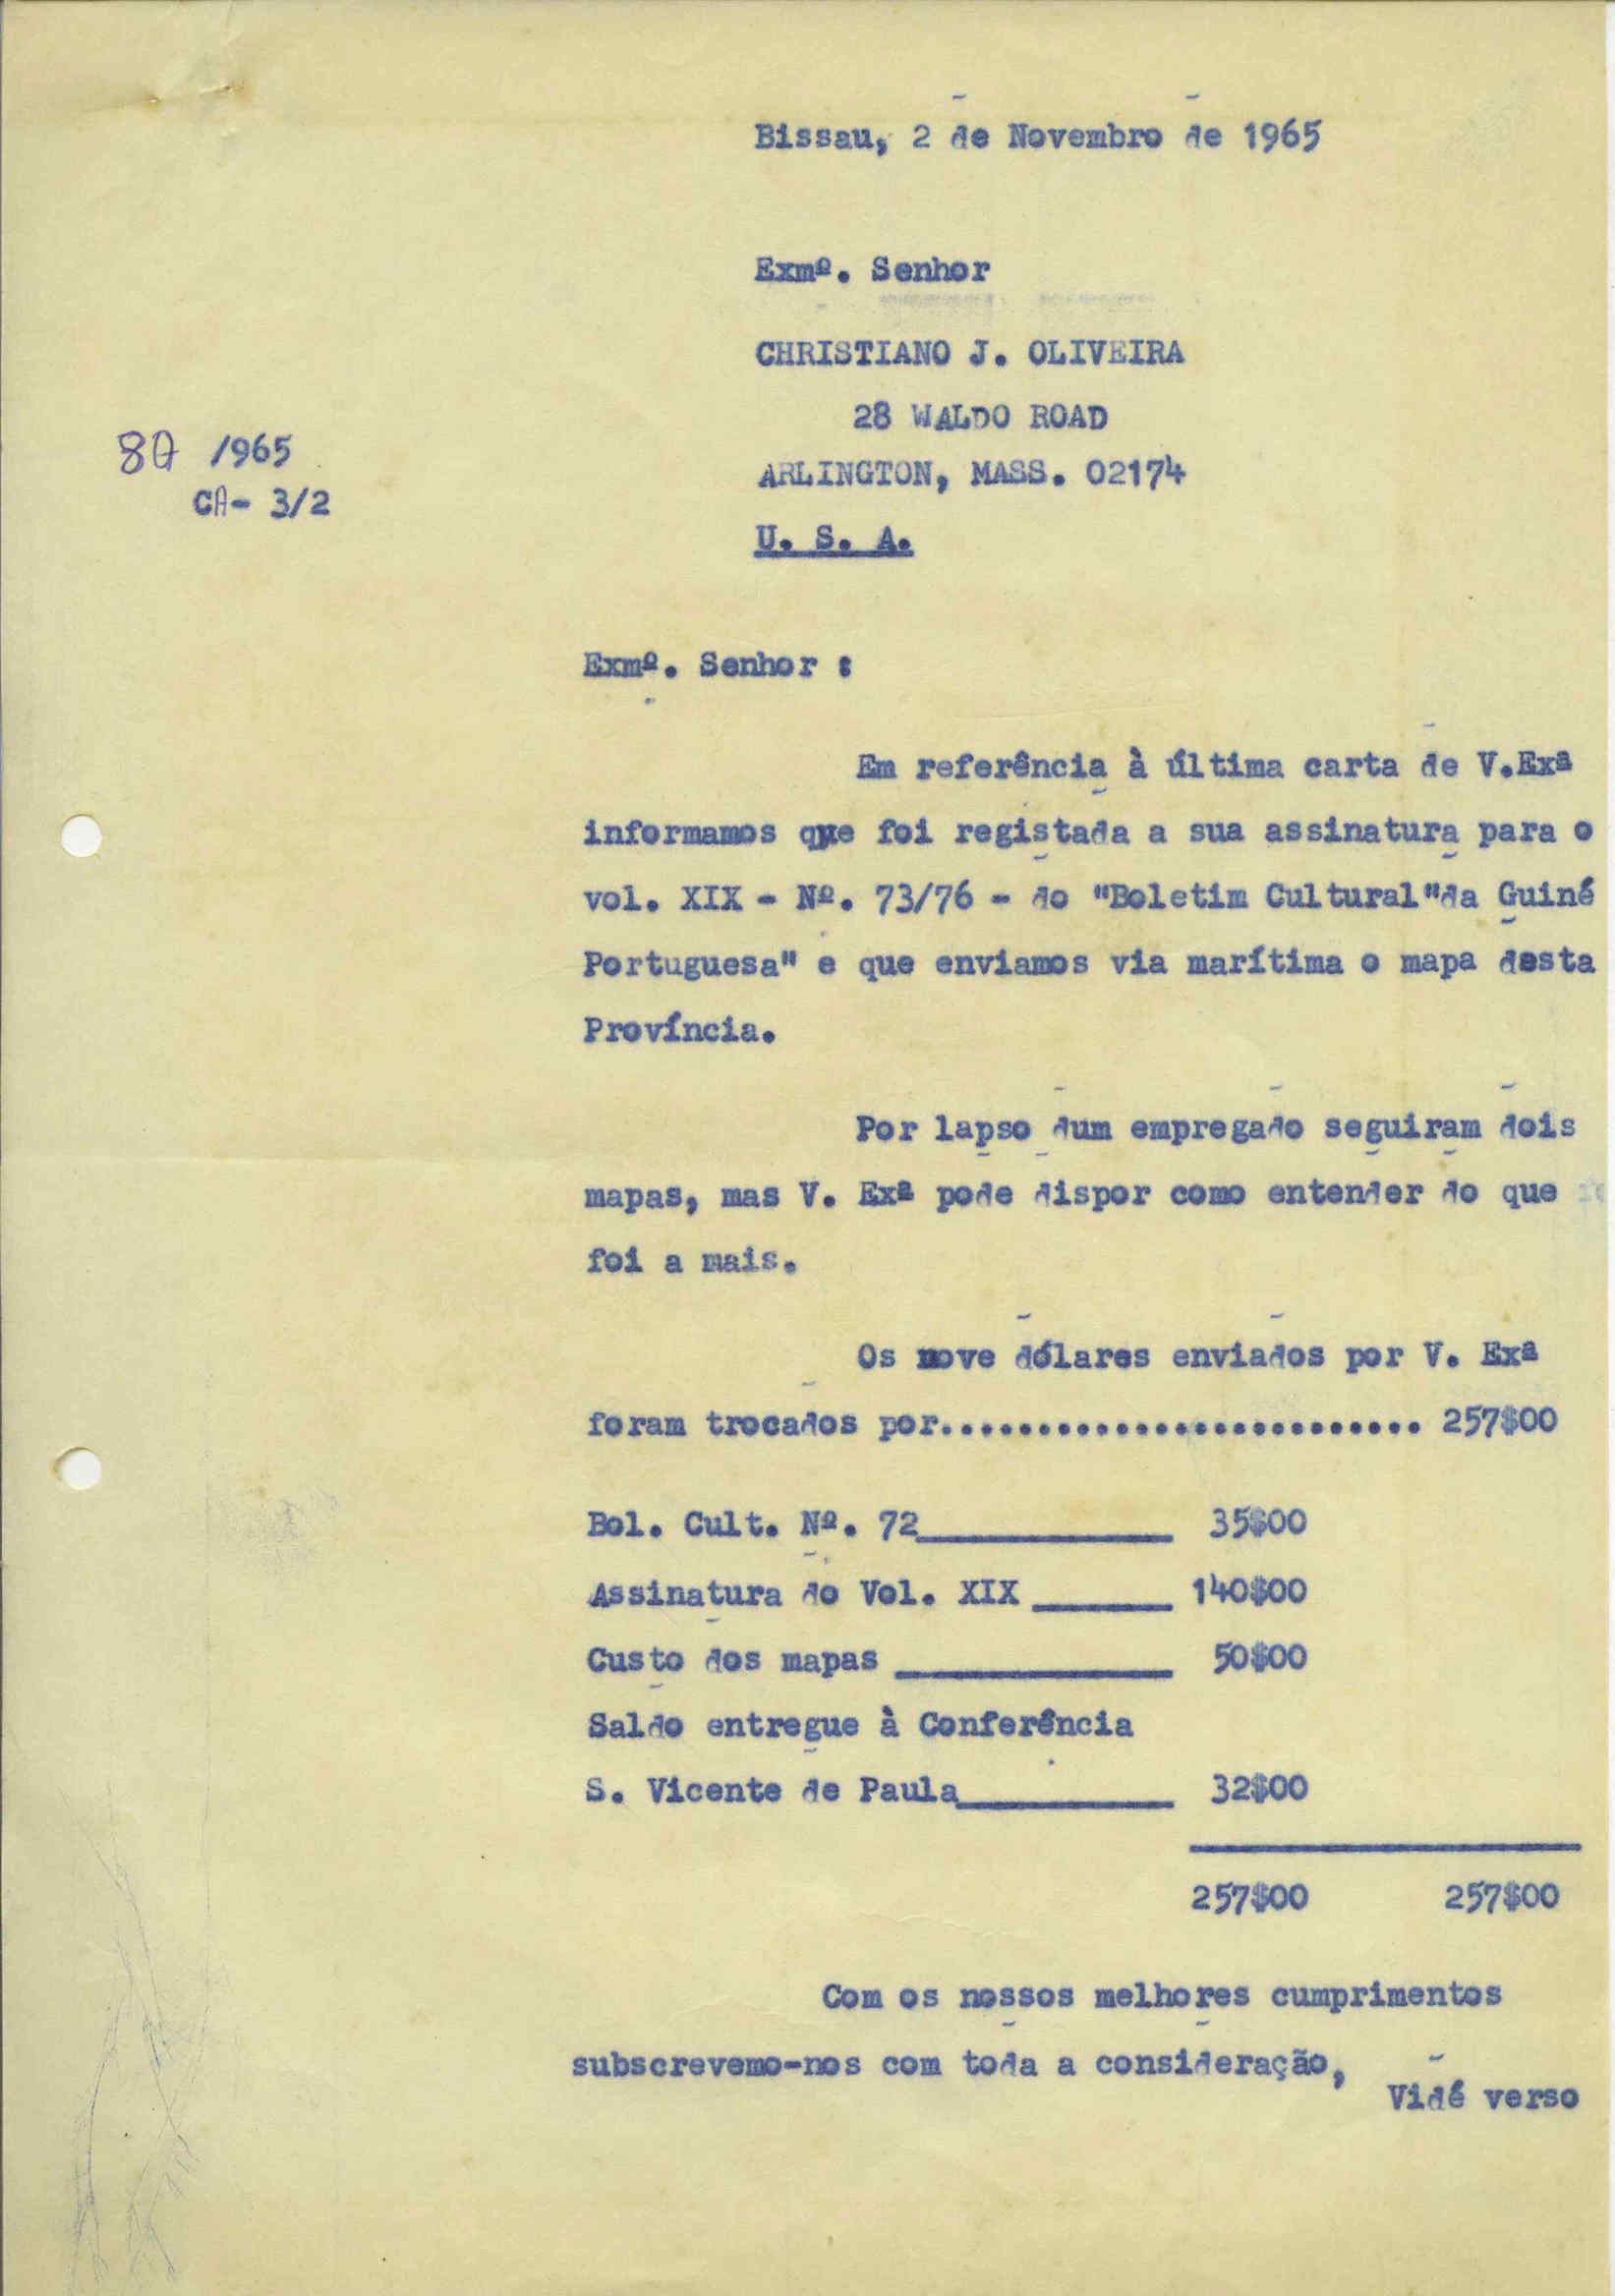 Bissau, 2 de Novembro de 1965
Exmº. Senhor
CHRISTIANO J. OLIVEIRA
28 WALDO ROAD
ARLINGTON, MASS. 02174
U. S. A.
/965
CA- 3/2
Exmº. Senhor :
Em referência à última carta de V.Exª
informamos que foi registada a sua assinatura para o
vol. XIX - Nº. 73/76 - do "Boletim Cultural"da Guiné
Portuguesa" e que enviamos via marítima o mapa desta
Província.
Por lapso dum empregado seguiram dois
mapas, mas V. Exª pode dispor como entender do que
foi a mais.
Os nove dólares enviados por V. Exª
foram trocados por......................... 257$00
Bol. Cult. Nº. 72_____________ 35$00
Assinatura do Vol. XIX _______ 140$00
Custo dos mapas ______________ 50$00
Saldo entregue à Conferência
S. Vicente de Paula___________ 32$00
257$00 257$00
Com os nossos melhores cumprimentos
subscrevemo-nos com toda a consideração,
Vidé verso